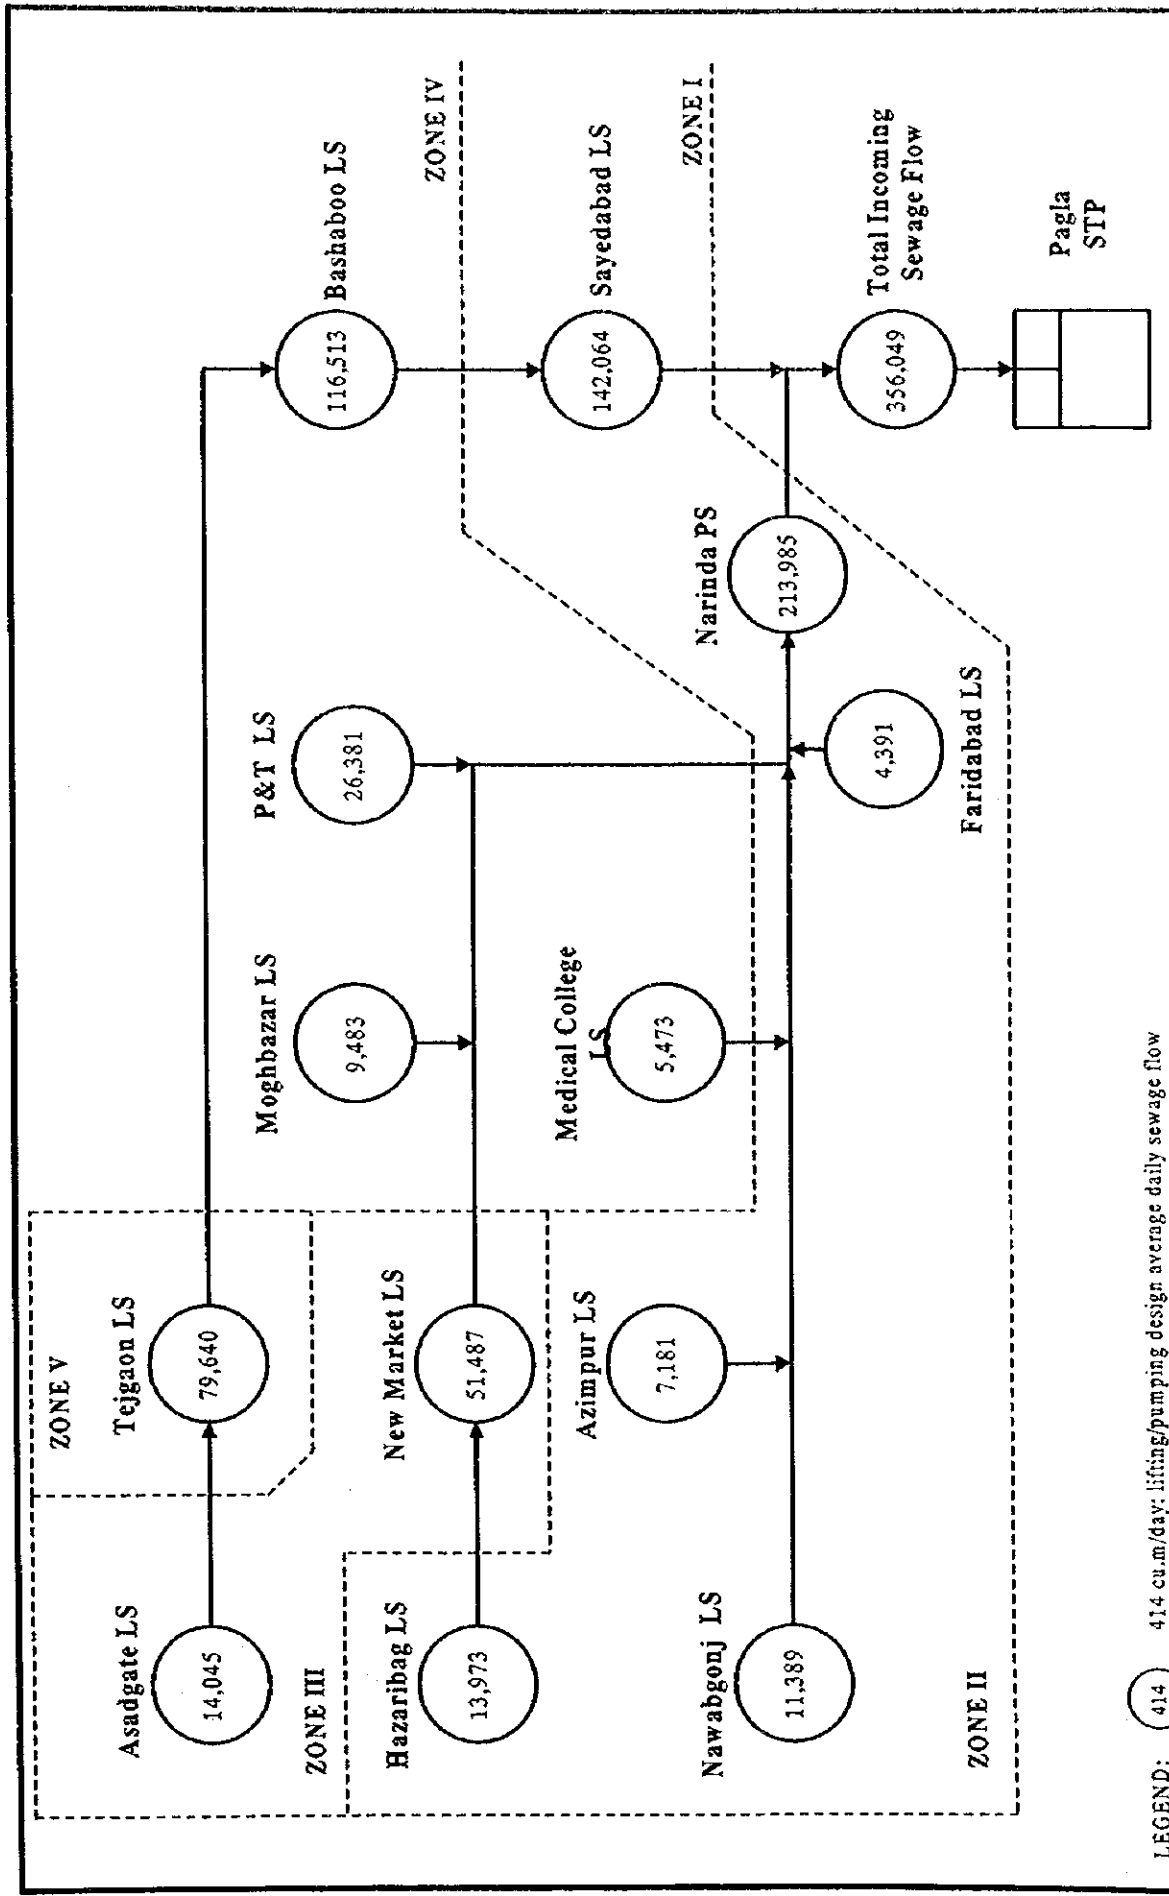 ZONE V
Asadgate LS
14,045
Tejgaon LS
79,640
116,513
Bashaboo LS
ZONE III
Moghbazar LS
9,483
P&T LS
26,381
ZONE IV
Hazaribag LS
13,973
New Market LS
51,487
Medical College
LS
5,473
142,064
Sayedabad LS
Azimpur LS
7,181
Narinda PS
213,985
ZONE I
Nawabgonj LS
11,389
4,391
Faridabad LS
356,049
Total Incoming
Sewage Flow
ZONE II
Pagla
STP
LEGEND: 414 414 cu.m/day: lifting/pumping design average daily sewage flow